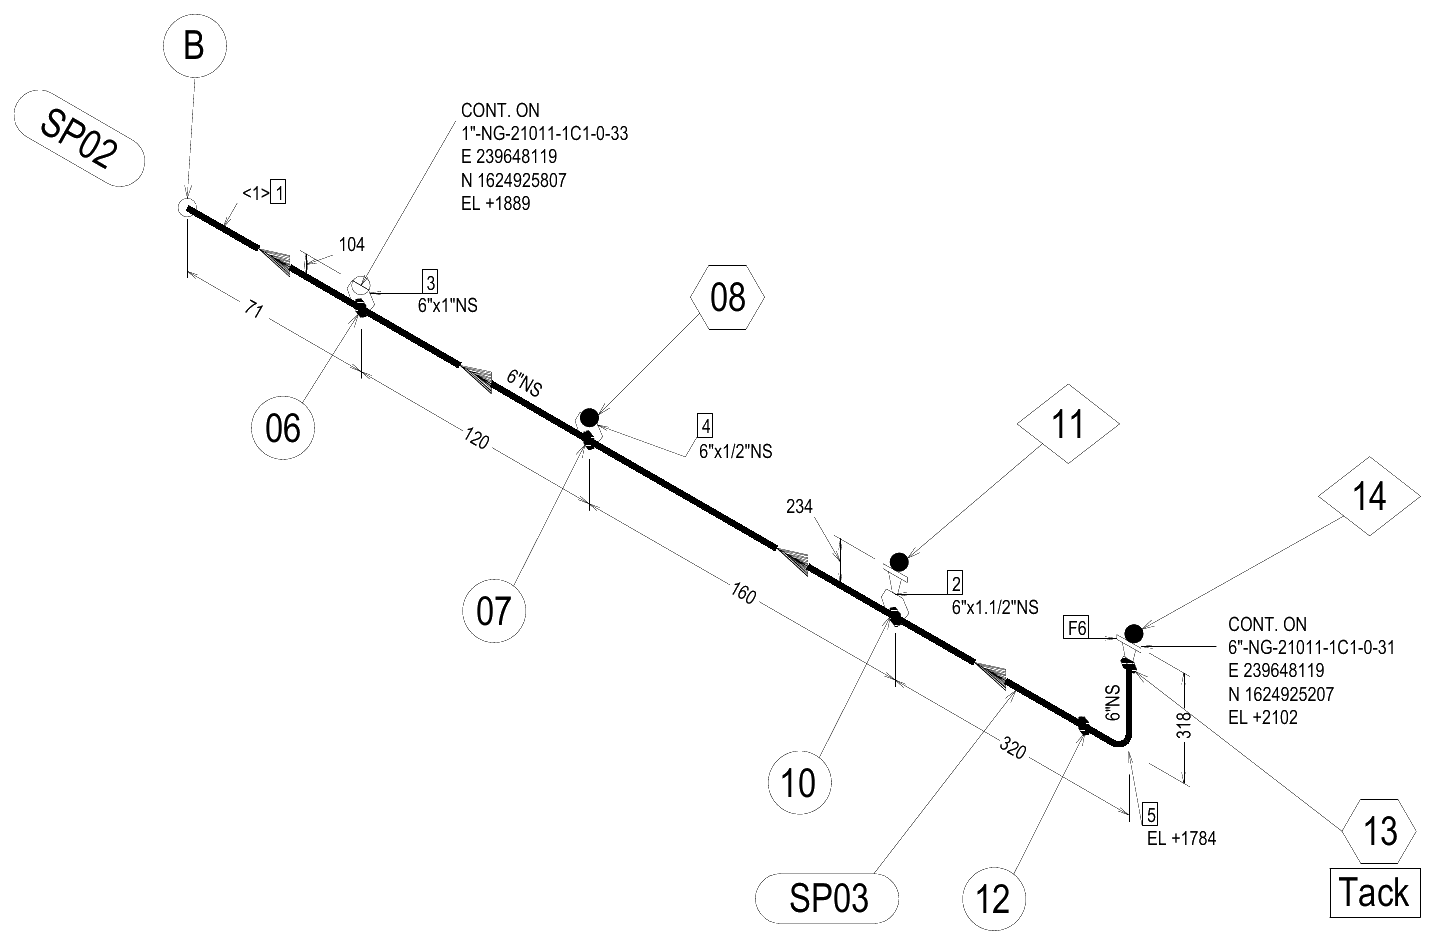 B
SP02
CONT. ON
1"-NG-21011-1C1-0-33
E 239648119
N 1624925807
EL +1889
<1> 1
104
3
6"x1"NS
71
08
6"NS
06
120
4
6"x1/2"NS
11
14
234
2
6"x1.1/2"NS
160
07
F6
CONT. ON
6"-NG-21011-1C1-0-31
E 239648119
N 1624925207
EL +2102
6"NS
318
320
10
5
EL +1784
13
Tack
SP03
12